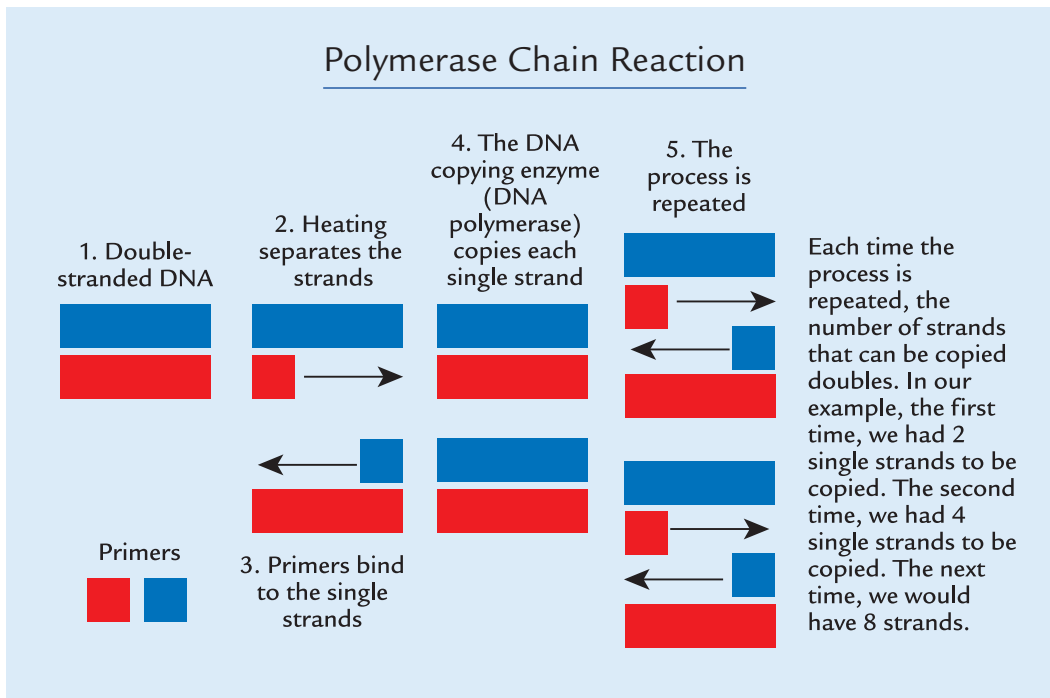 Polymerase Chain Reaction
1. Double-
stranded DNA
2. Heating
separates the
strands
3. Primers bind
to the single
strands
4. The DNA
copying enzyme
(DNA
polymerase)
copies each
single strand
5. The
process is
repeated
Each time the
process is
repeated, the
number of strands
that can be copied
doubles. In our
example, the first
time, we had 2
single strands to be
copied. The second
time, we had 4
single strands to be
copied. The next
time, we would
have 8 strands.
Primers